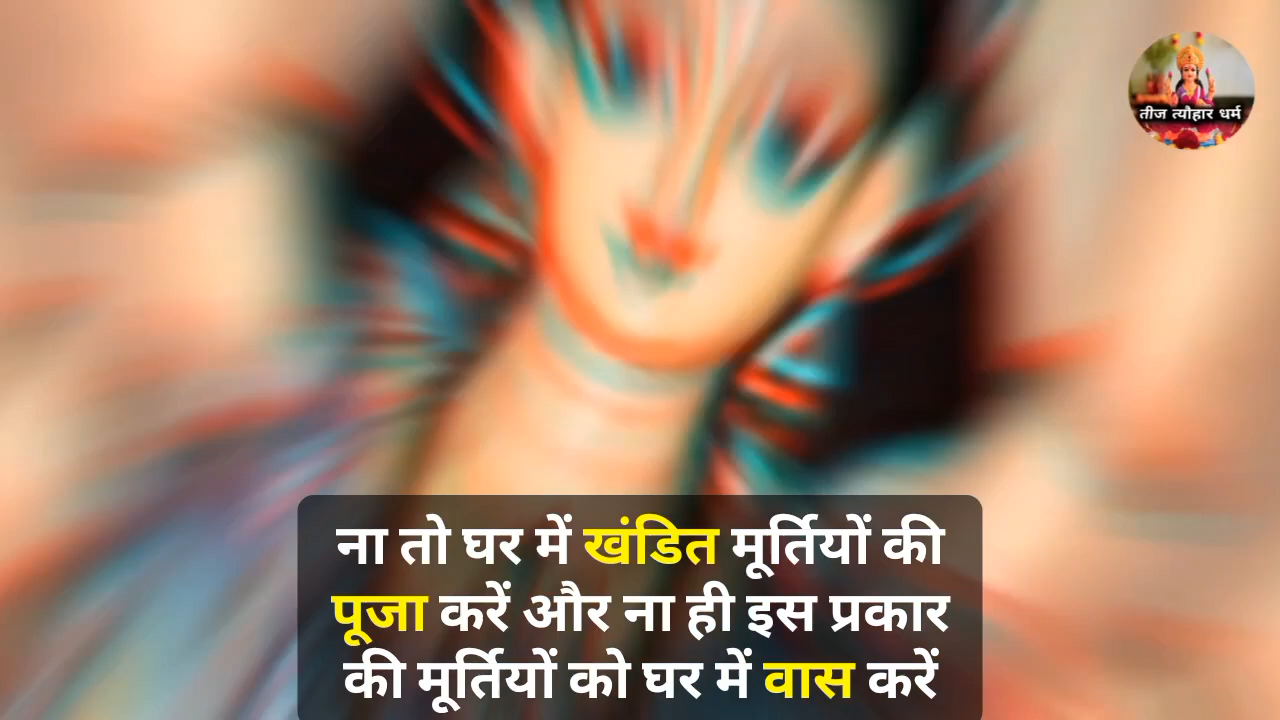 तीज त्यौहार धर्म
ना तो घर में खंडित मूर्तियों की
पूजा करें और ना ही इस प्रकार
की मूर्तियों को घर में वास करें